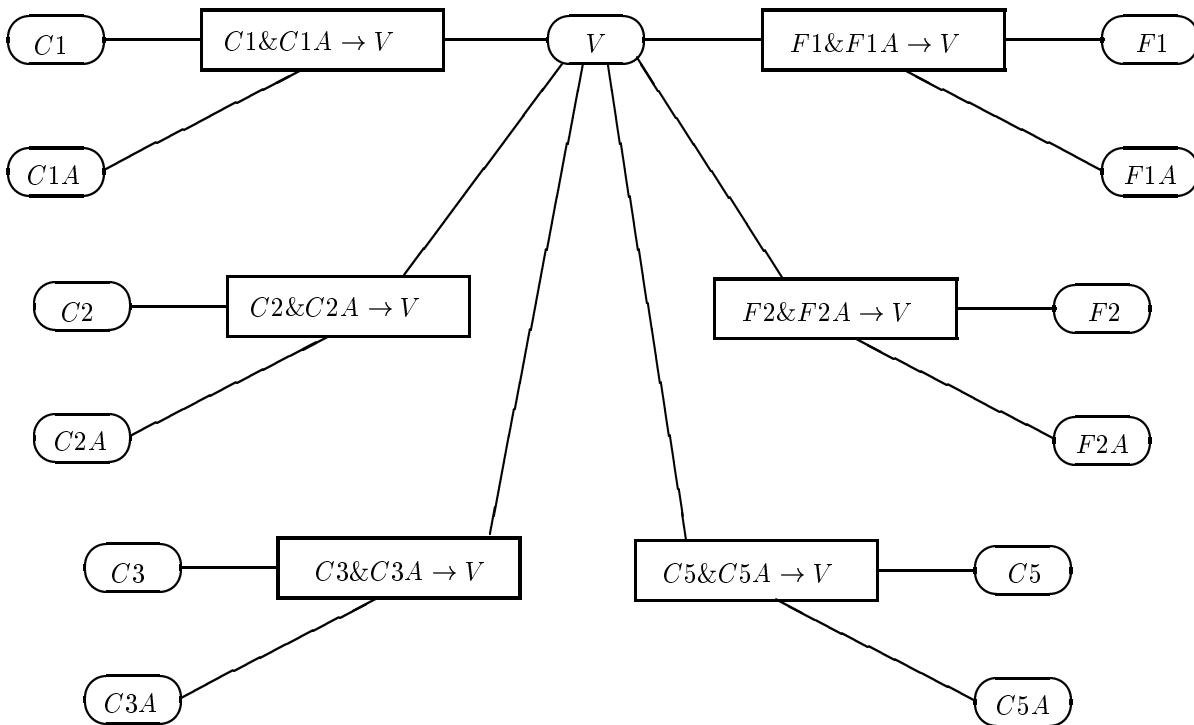 C1
C1&C1A → V
V
F1&F1A → V
F1
C1A
F1A
C2
C2&C2A → V
F2&F2A → V
F2
C2A
F2A
C3
C3&C3A → V
C5&C5A → V
C5
C3A
C5A